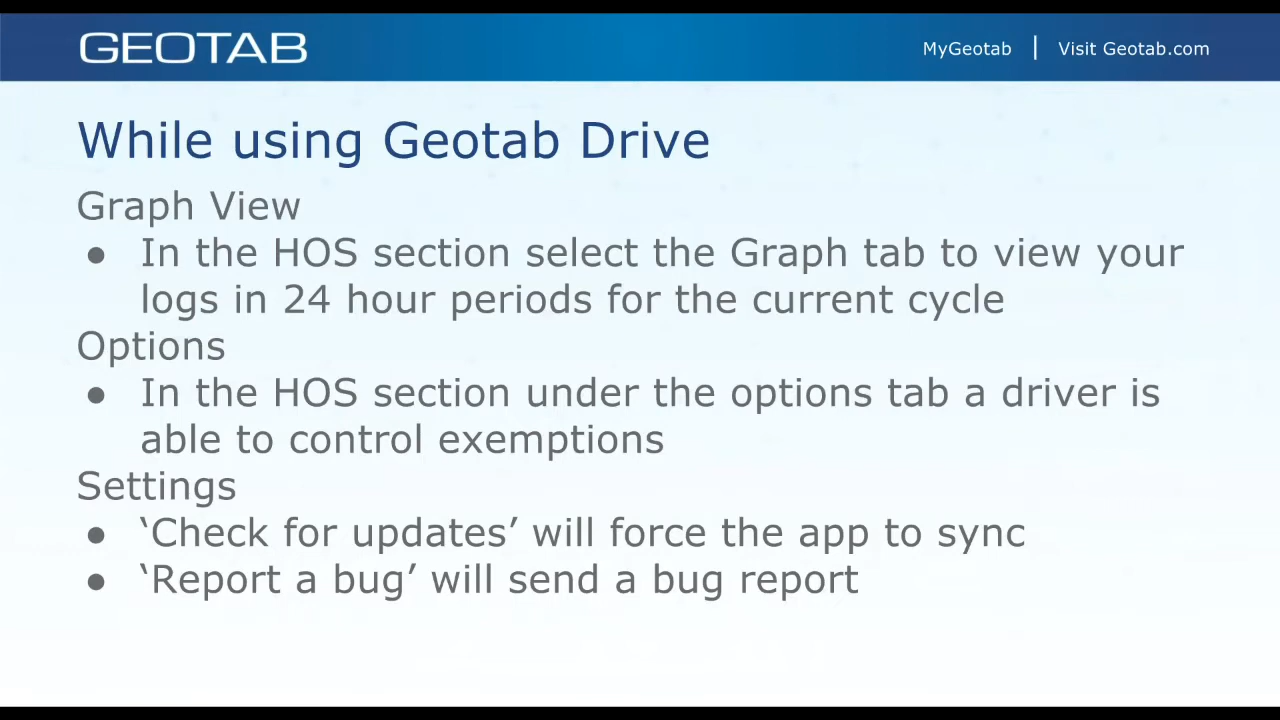 GEOTAB
MyGeotab | Visit Geotab.com
While using Geotab Drive
Graph View
● In the HOS section select the Graph tab to view your
logs in 24 hour periods for the current cycle
Options
● In the HOS section under the options tab a driver is
able to control exemptions
Settings
● ‘Check for updates’ will force the app to sync
● ‘Report a bug’ will send a bug report